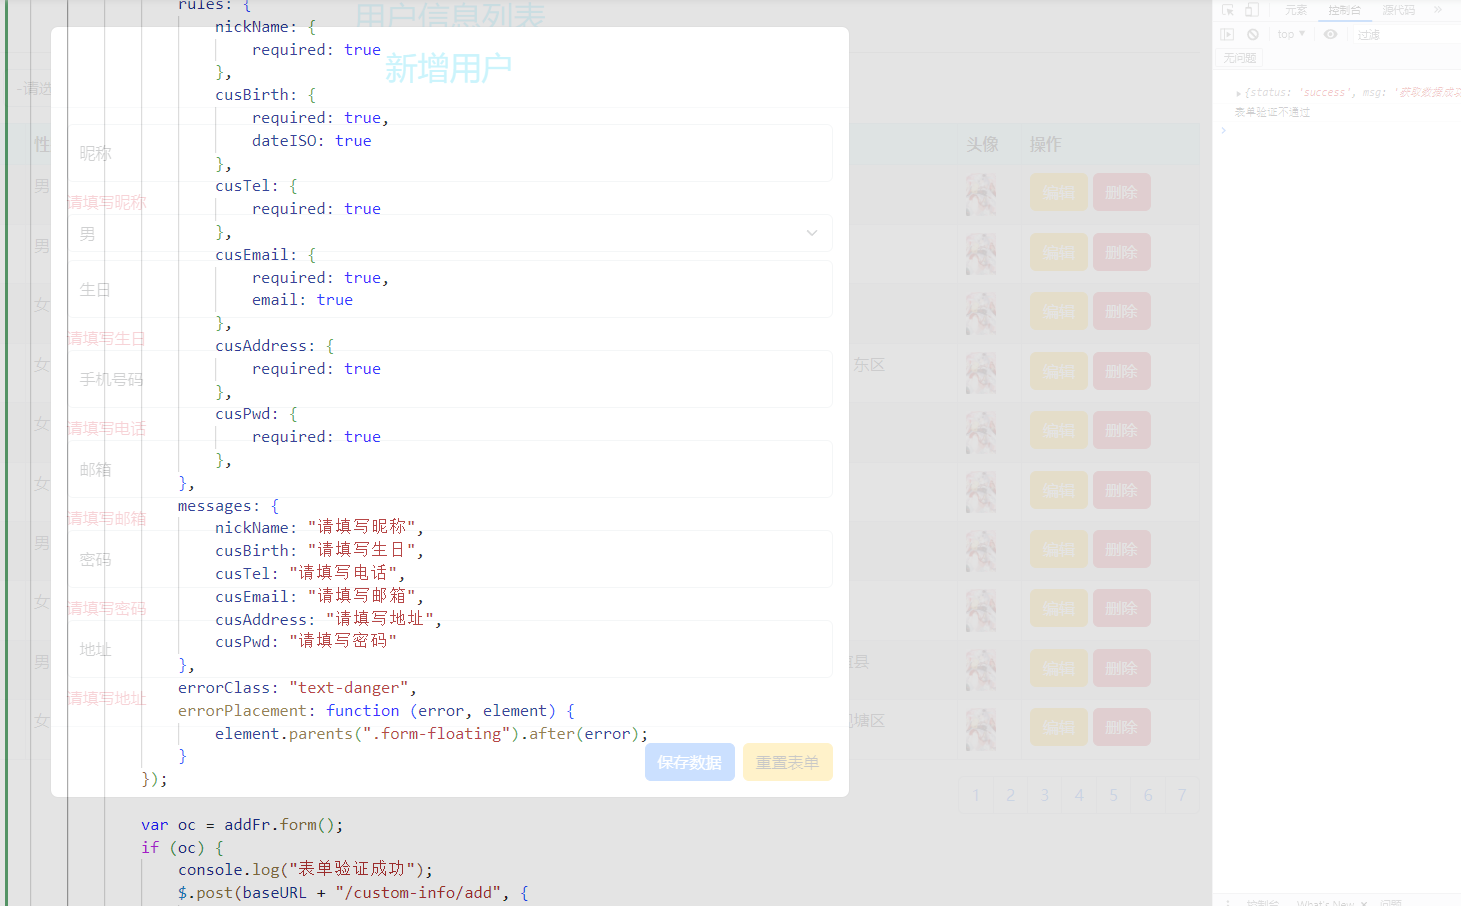 rules: {
nickName: {
required: true
},
cusBirth: {
required: true,
dateISO: true
},
cusTel: {
required: true
},
cusEmail: {
required: true,
email: true
},
cusAddress: {
required: true
},
cusPwd: {
required: true
},
},
messages: {
nickName: "请填写昵称",
cusBirth: "请填写生日",
cusTel: "请填写电话",
cusEmail: "请填写邮箱",
cusAddress: "请填写地址",
cusPwd: "请填写密码"
},
errorClass: "text-danger",
errorPlacement: function (error, element) {
element.parents(".form-floating").after(error);
}
});
var oc = addFr.form();
if (oc) {
console.log("表单验证成功");
$.post(baseURL + "/custom-info/add", {
用户信息列表
新增用户
昵称
请填写昵称
男
生日
请填写生日
手机号码
请填写电话
邮箱
请填写邮箱
密码
请填写密码
地址
请填写地址
保存数据 重置表单
-请选
性 头像 操作
男 编辑 删除
男 编辑 删除
女 编辑 删除
女 东区 编辑 删除
女 编辑 删除
女 编辑 删除
男 编辑 删除
女 编辑 删除
男 县 编辑 删除
女 塘区 编辑 删除
1 2 3 4 5 6 7
元素 控制台 源代码 »
top ▼ 过滤
无问题
▸ {status: 'success', msg: '获取数据成功
表单验证不通过
控制台 What's New × 问题